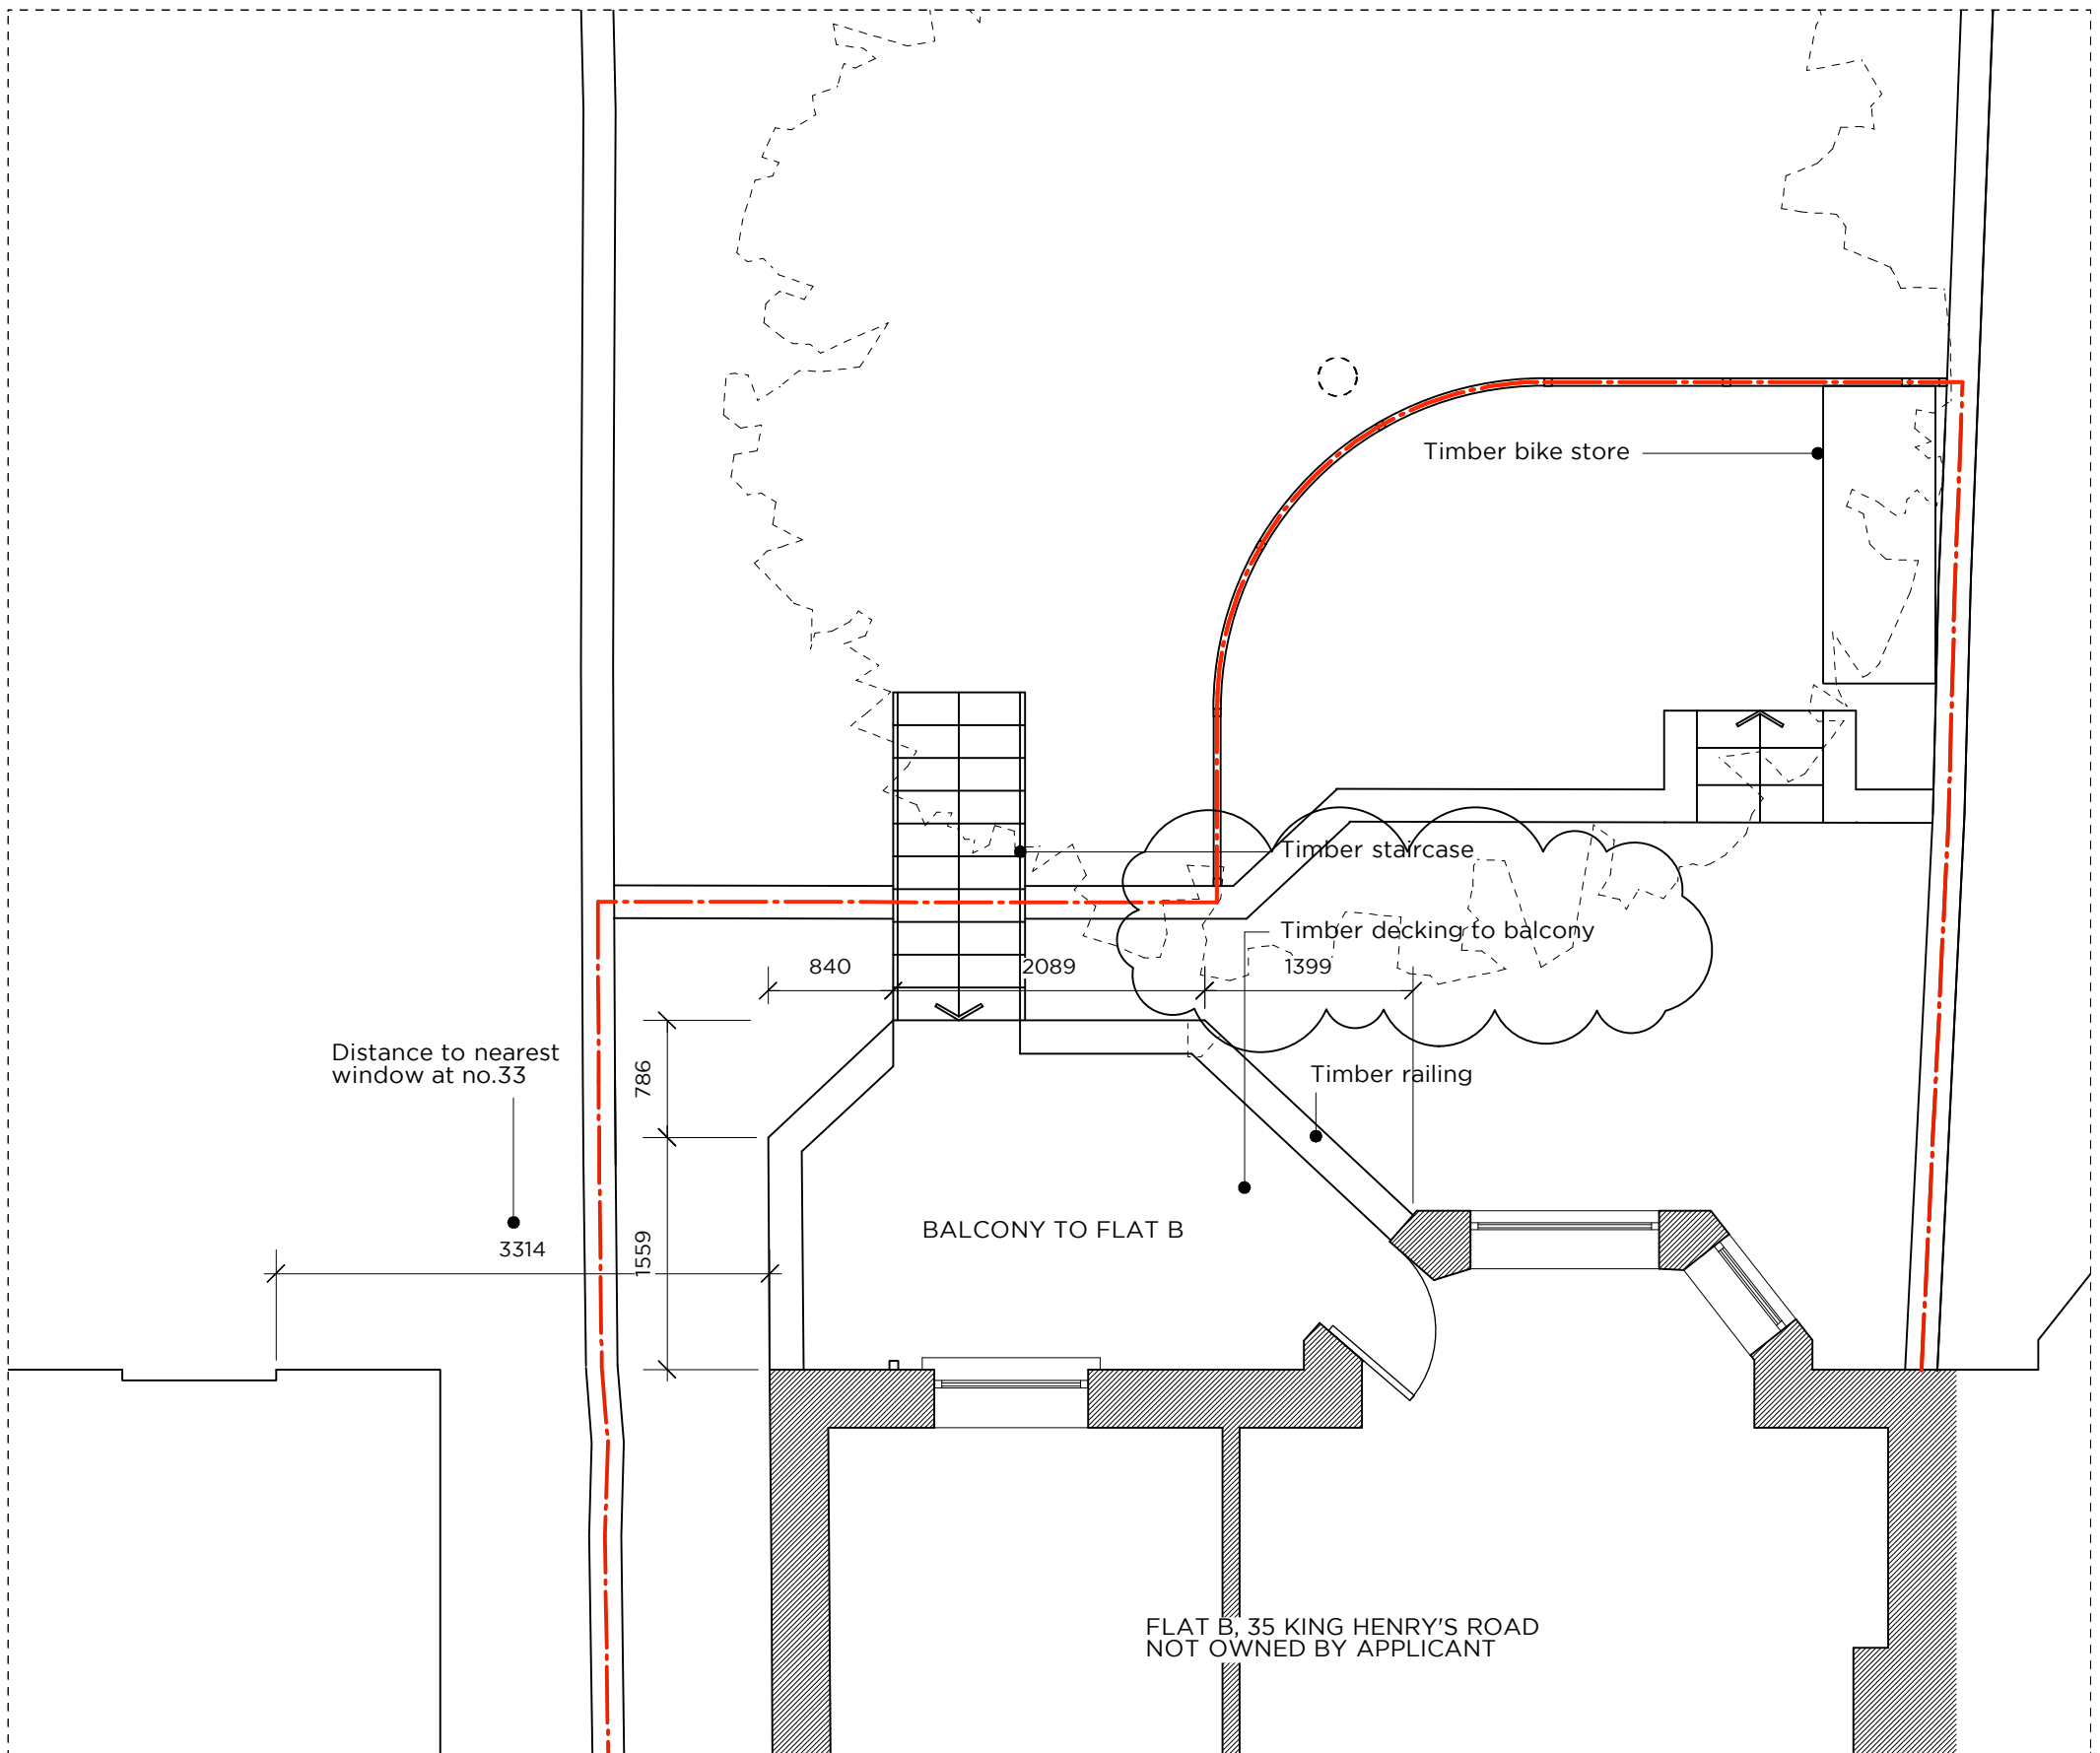 Timber bike store
Timber staircase
Timber decking to balcony
840
2089
1399
Distance to nearest
window at no.33
786
Timber railing
BALCONY TO FLAT B
3314
1559
FLAT B, 35 KING HENRY'S ROAD
NOT OWNED BY APPLICANT